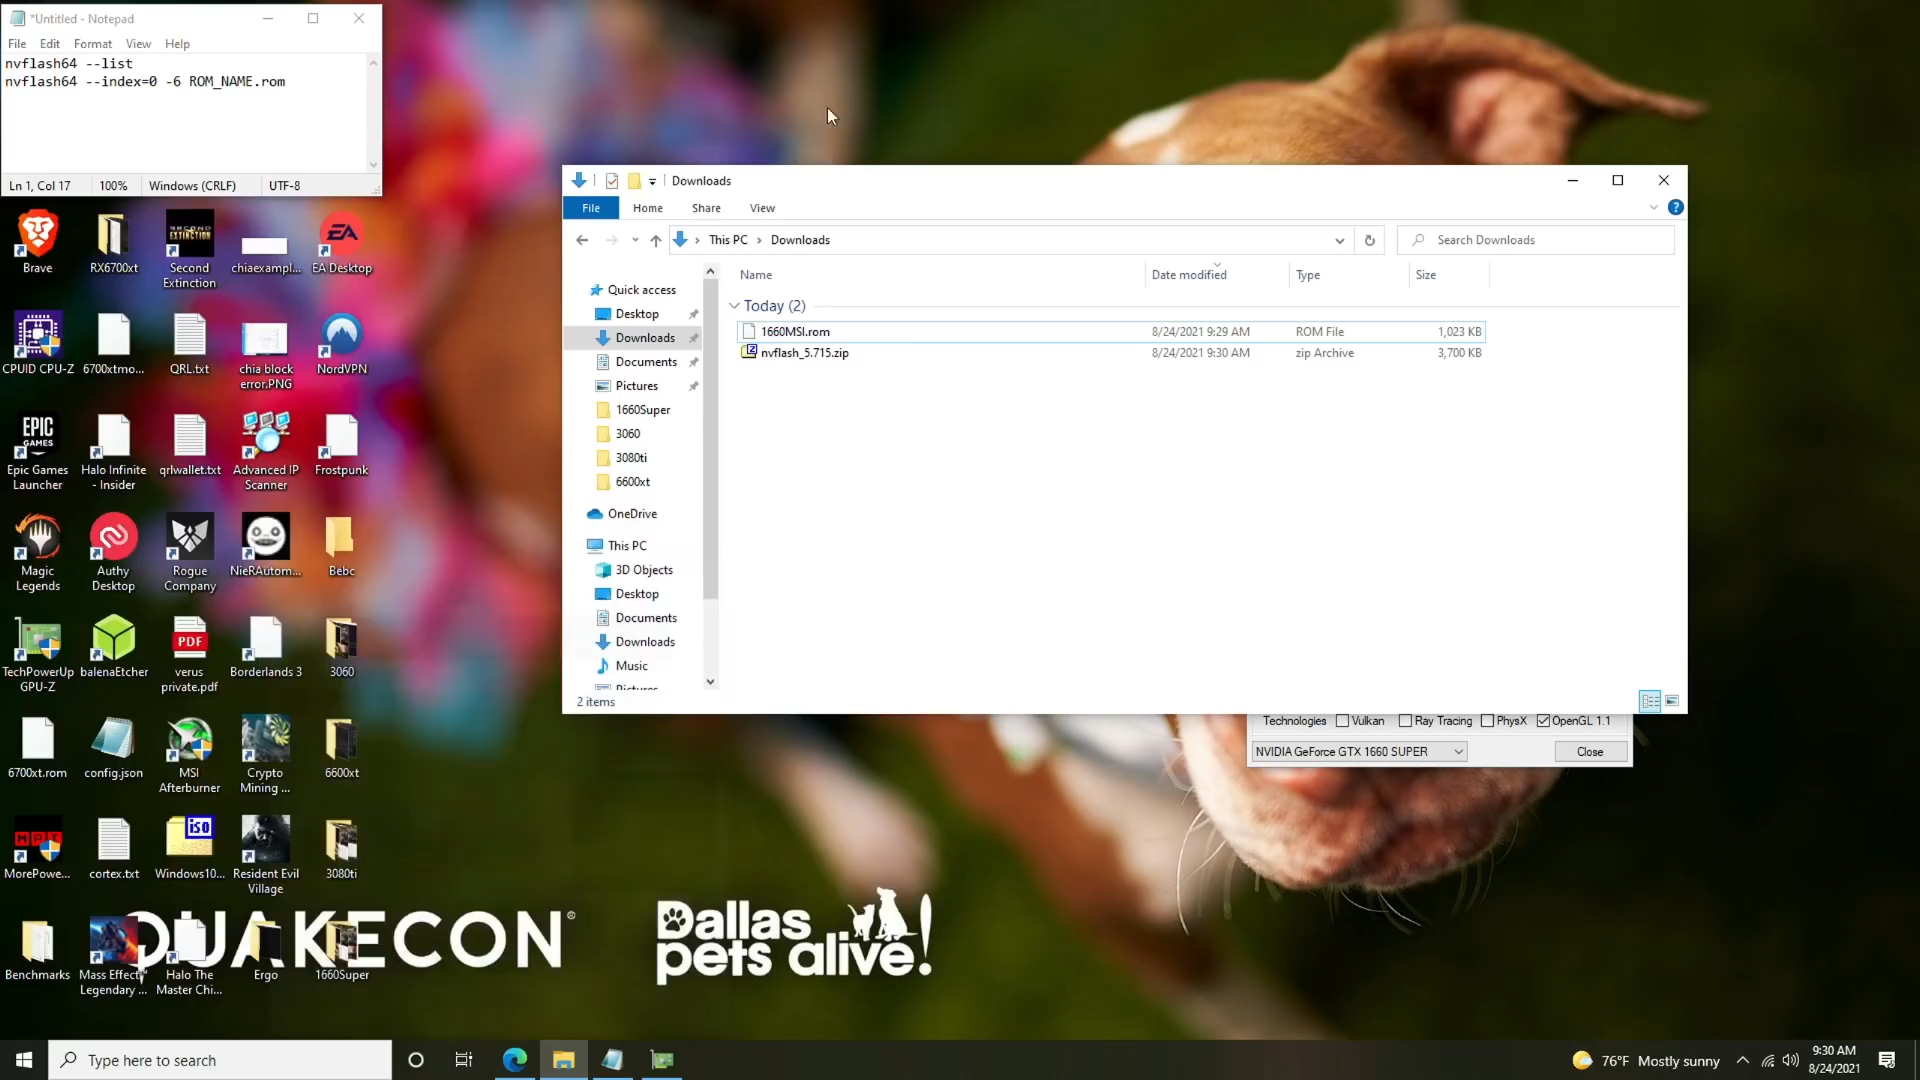 *Untitled - Notepad
File Edit Format View Help
nvflash64 --list
nvflash64 --index=0 -6 ROM_NAME.rom
Ln 1, Col 17 100% Windows (CRLF) UTF-8
Downloads
File Home Share View
This PC Downloads
Search Downloads
Name Date modified Type Size
Today (2)
1660MSI.rom 8/24/2021 9:29 AM ROM File 1,023 KB
nvflash_5.715.zip 8/24/2021 9:30 AM zip Archive 3,700 KB
Quick access
Desktop
Downloads
Documents
Pictures
1660Super
3060
3080ti
6600xt
OneDrive
This PC
3D Objects
Desktop
Documents
Downloads
Music
Pictures
2 items
Technologies Vulkan Ray Tracing PhysX OpenGL 1.1
NVIDIA GeForce GTX 1660 SUPER Close
Brave RX6700xt Second Extinction chiaexampl... EA Desktop
CPUID CPU-Z 6700xtmo... QRL.txt chia block error.PNG NordVPN
EPIC GAMES
Epic Games Launcher Halo Infinite - Insider qrlwallet.txt Advanced IP Scanner Frostpunk
Magic Legends Authy Desktop Rogue Company NieRAutom... Bebc
PDF
TechPowerUp GPU-Z balenaEtcher verus private.pdf Borderlands 3 3060
6700xt.rom config.json MSI Afterburner Crypto Mining ... 6600xt
MPT iso
MorePowe... cortex.txt Windows10... Resident Evil Village 3080ti
Benchmarks Mass Effect Legendary ... Halo The Master Chi... Ergo 1660Super
QUAKECON®
Dallas pets alive!
Type here to search
76°F Mostly sunny
9:30 AM
8/24/2021